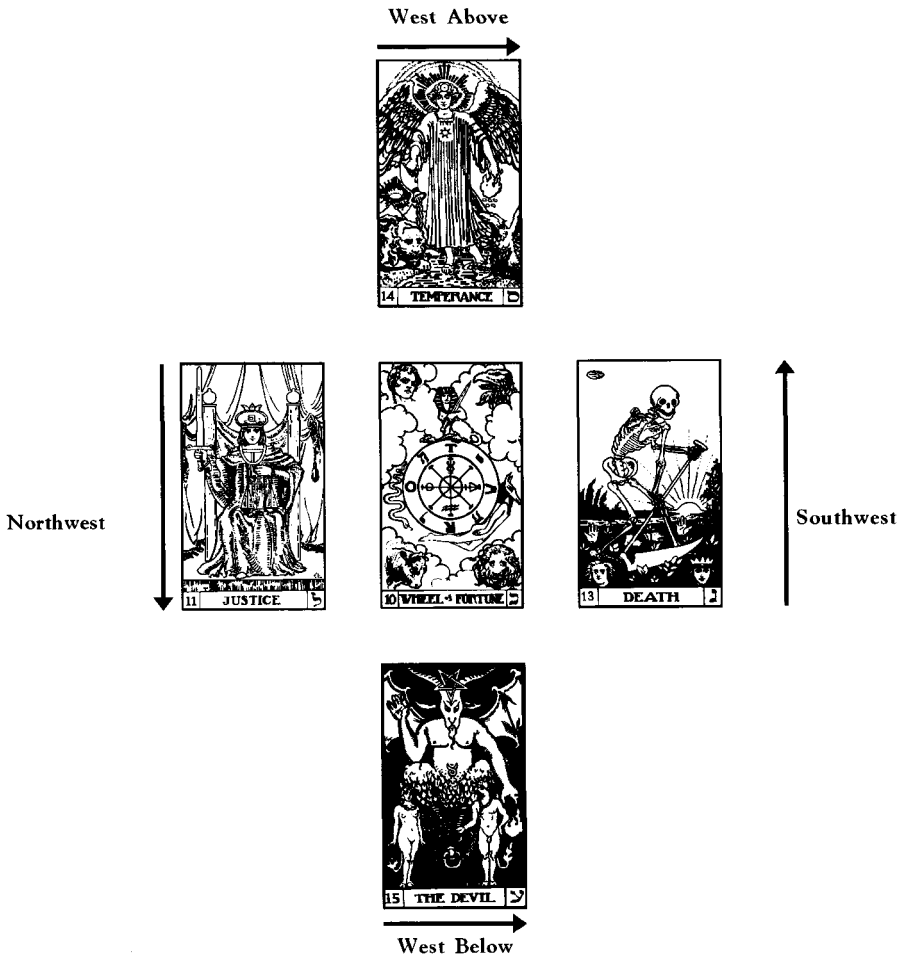 West Above
14 TEMPERANCE ס
T
O A
R
Northwest
Southwest
11 JUSTICE ל
10 WHEEL of FORTUNE כ
13 DEATH נ
15 THE DEVIL ע
West Below